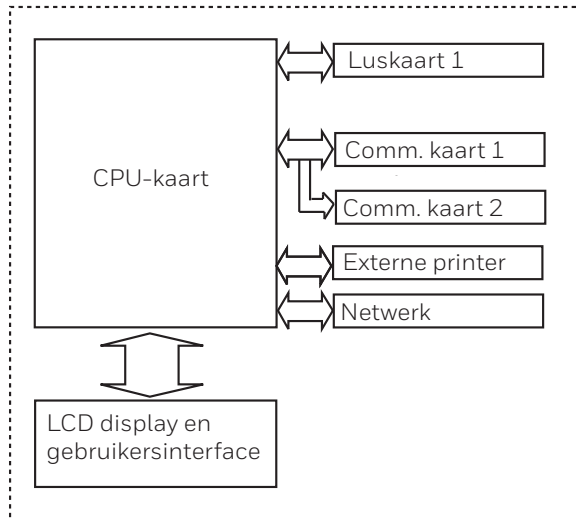 Luskaart 1
CPU-kaart
Comm. kaart 1
Comm. kaart 2
Externe printer
Netwerk
LCD display en
gebruikersinterface